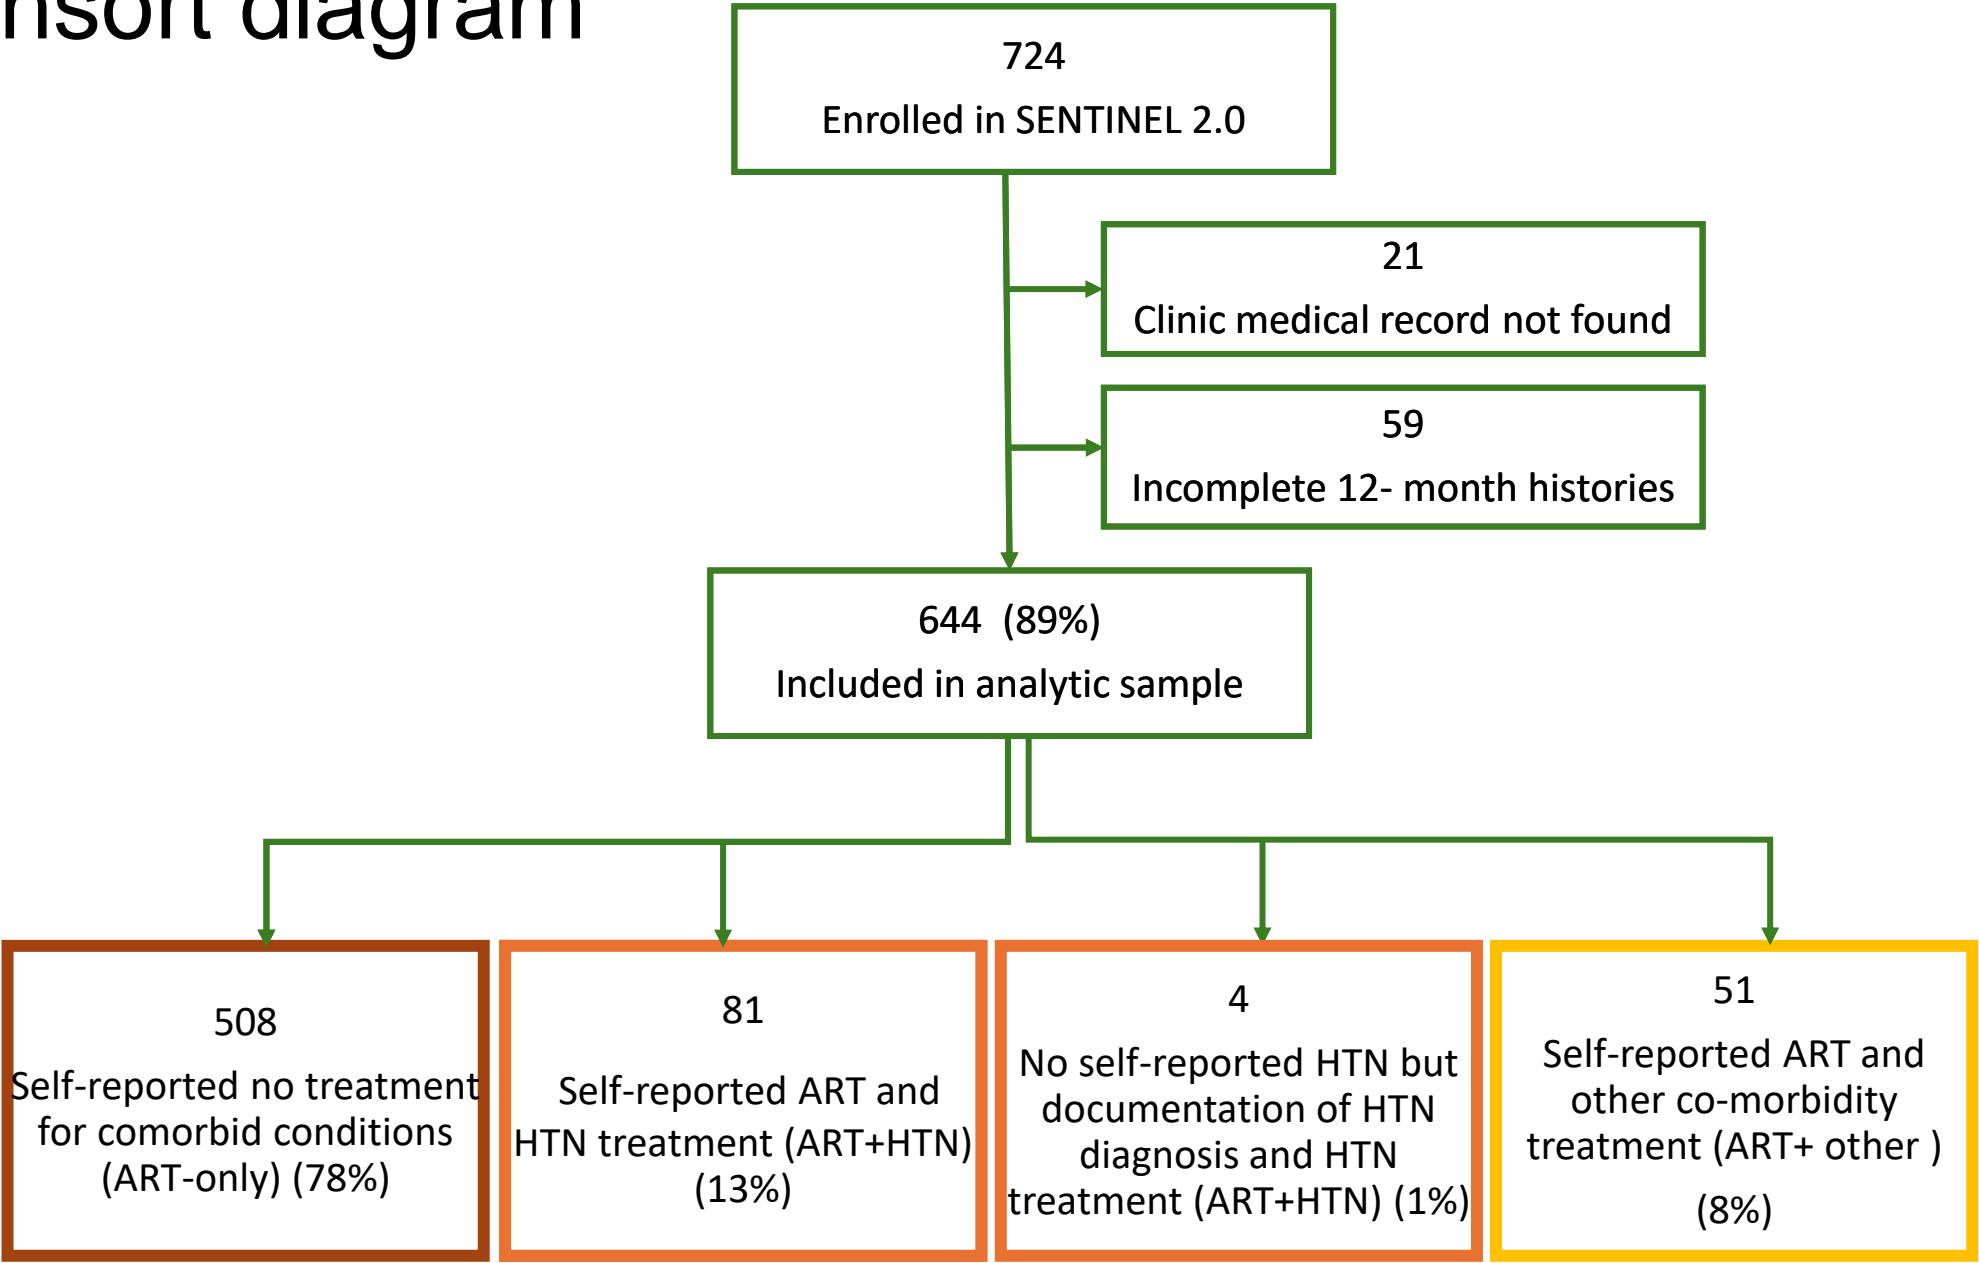 nsort diagram
724
Enrolled in SENTINEL 2.0
21
Clinic medical record not found
59
Incomplete 12- month histories
644 (89%)
Included in analytic sample
508
Self-reported no treatment
for comorbid conditions
(ART-only) (78%)
81
Self-reported ART and
HTN treatment (ART+HTN)
(13%)
4
No self-reported HTN but
documentation of HTN
diagnosis and HTN
treatment (ART+HTN) (1%)
51
Self-reported ART and
other co-morbidity
treatment (ART+ other )
(8%)